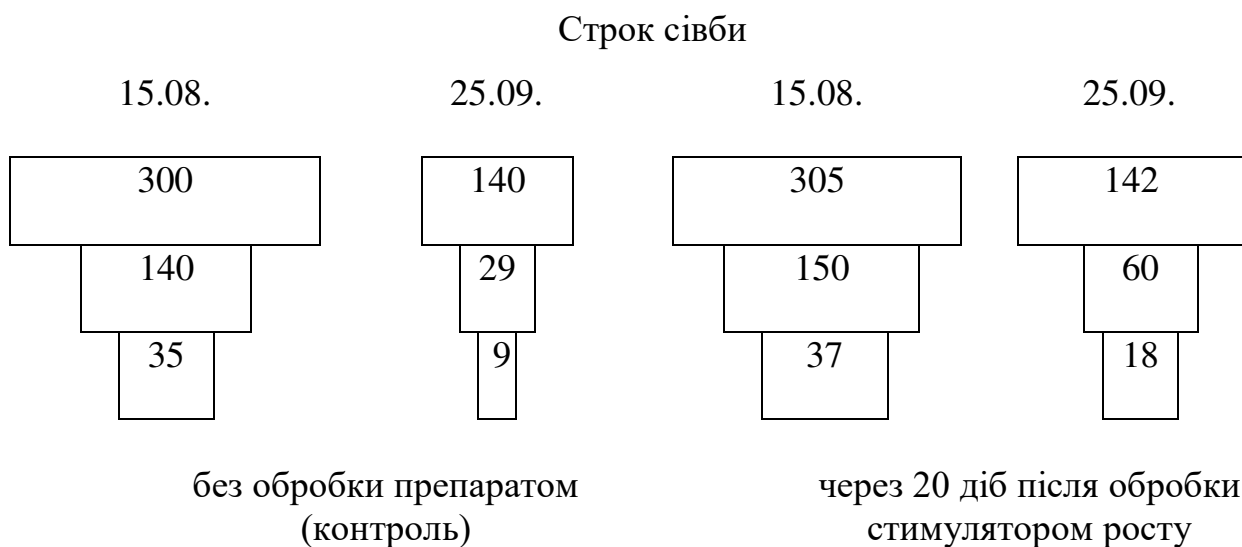 Строк сівби
15.08. 25.09. 15.08. 25.09.
300 140 305 142
140 29 150 60
35 9 37 18
без обробки препаратом через 20 діб після обробки
(контроль) стимулятором росту